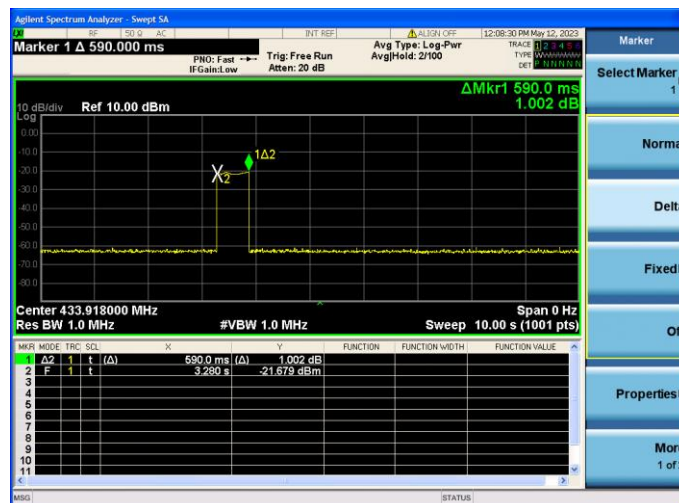 Agilent Spectrum Analyzer - Swept SA
RF 50 Ω AC INT REF ALIGN OFF 12:08:30 PM May 12, 2023
Marker 1 Δ 590.000 ms
PNO: Fast
IFGain:Low
Trig: Free Run
Atten: 20 dB
Avg Type: Log-Pwr
Avg|Hold: 2/100
TRACE 1 2 3 4 5 6
TYPE
DET P N N N N N
ΔMkr1 590.0 ms
1.002 dB
10 dB/div Ref 10.00 dBm
Log
0.00
-10.0
-20.0
-30.0
-40.0
-50.0
-60.0
-70.0
-80.0
1Δ2
2
Center 433.918000 MHz Span 0 Hz
Res BW 1.0 MHz #VBW 1.0 MHz Sweep 10.00 s (1001 pts)
MKR MODE TRC SCL X Y FUNCTION FUNCTION WIDTH FUNCTION VALUE
1 Δ2 1 t (Δ) 590.0 ms (Δ) 1.002 dB
2 F 1 t 3.280 s -21.679 dBm
3
4
5
6
7
8
9
10
11
MSG STATUS
Marker
Select Marker
1
Norma
Delt
Fixed
Of
Properties
Mor
1 of